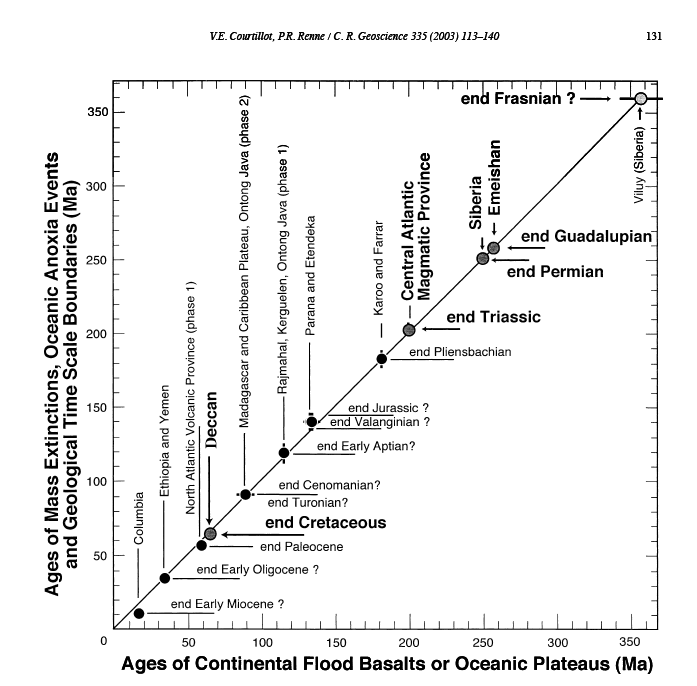 V.E. Courtillot, P.R. Renne / C. R. Geoscience 335 (2003) 113–140
131
Ages of Mass Extinctions, Oceanic Anoxia Events
and Geological Time Scale Boundaries (Ma)
350
300
250
200
150
100
50
0
50
100
150
200
250
300
350
Ages of Continental Flood Basalts or Oceanic Plateaus (Ma)
Columbia
Ethiopia and Yemen
North Atlantic Volcanic Province (phase 1)
Deccan
Madagascar and Caribbean Plateau, Ontong Java (phase 2)
Rajmahal, Kerguelen, Ontong Java (phase 1)
Parana and Etendeka
Karoo and Farrar
Central Atlantic
Magmatic Province
Siberia
Emeishan
Viluy (Siberia)
end Frasnian ?
end Guadalupian
end Permian
end Triassic
end Pliensbachian
end Jurassic ?
end Valanginian ?
end Early Aptian?
end Cenomanian?
end Turonian?
end Cretaceous
end Paleocene
end Early Oligocene ?
end Early Miocene ?